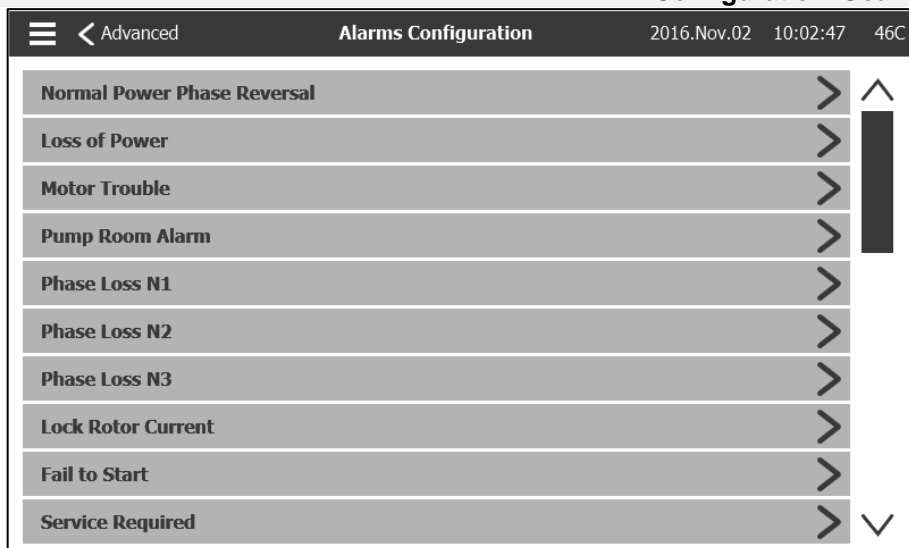 Advanced Alarms Configuration 2016.Nov.02 10:02:47 46C
Normal Power Phase Reversal
Loss of Power
Motor Trouble
Pump Room Alarm
Phase Loss N1
Phase Loss N2
Phase Loss N3
Lock Rotor Current
Fail to Start
Service Required